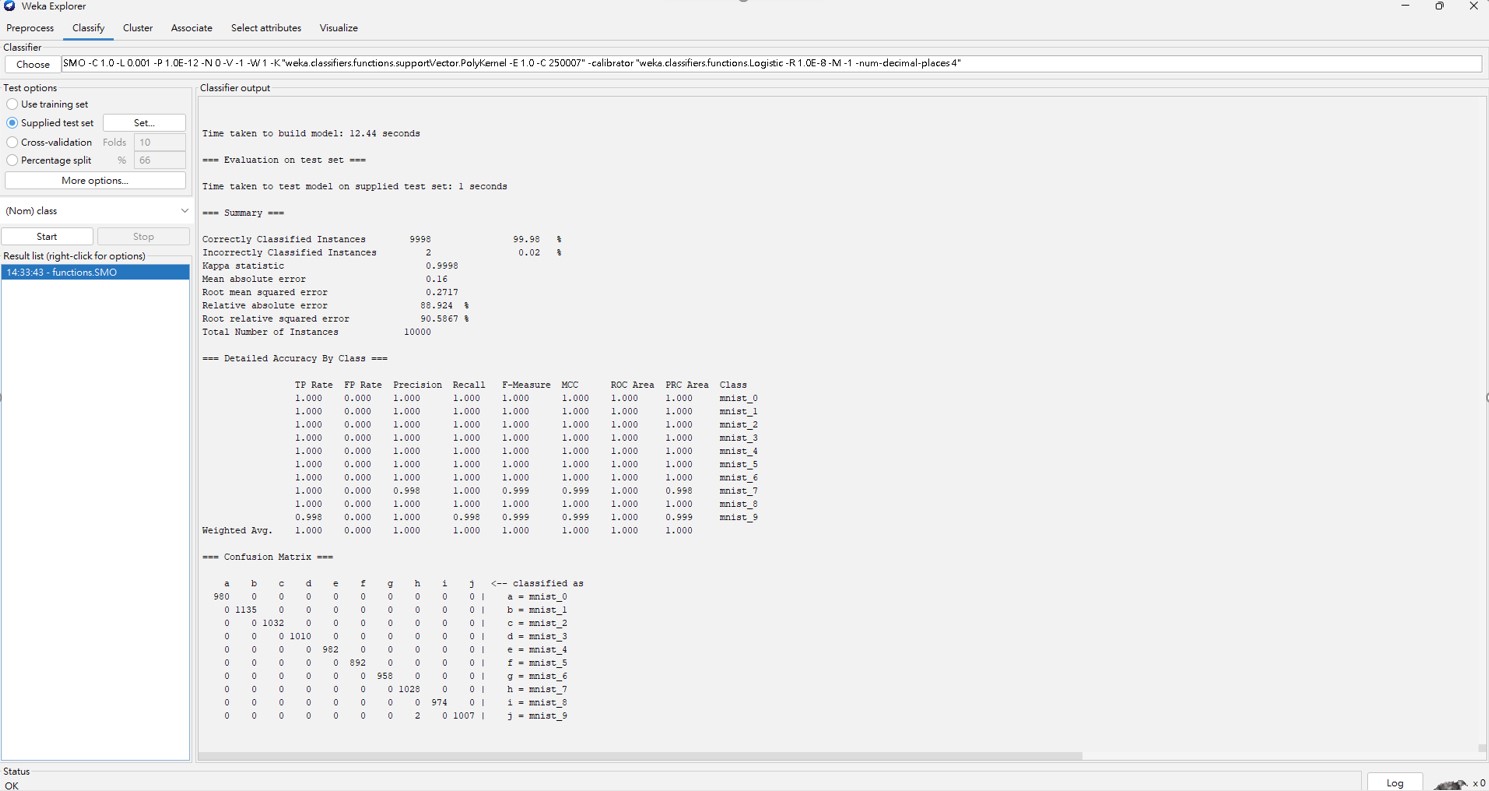 Weka Explorer
Preprocess Classify Cluster Associate Select attributes Visualize
Classifier
Choose SMO -C 1.0 -L 0.001 -P 1.0E-12 -N 0 -V -1 -W 1 -K "weka.classifiers.functions.supportVector.PolyKernel -E 1.0 -C 250007" -calibrator "weka.classifiers.functions.Logistic -R 1.0E-8 -M -1 -num-decimal-places 4"
Test options
Use training set
Supplied test set Set...
Cross-validation Folds 10
Percentage split % 66
More options...
(Nom) class
Start Stop
Result list (right-click for options)
14:33:43 - functions.SMO
Classifier output
Time taken to build model: 12.44 seconds
=== Evaluation on test set ===
Time taken to test model on supplied test set: 1 seconds
=== Summary ===
Correctly Classified Instances 9998 99.98 %
Incorrectly Classified Instances 2 0.02 %
Kappa statistic 0.9998
Mean absolute error 0.16
Root mean squared error 0.2717
Relative absolute error 88.924 %
Root relative squared error 90.5867 %
Total Number of Instances 10000
=== Detailed Accuracy By Class ===
TP Rate FP Rate Precision Recall F-Measure MCC ROC Area PRC Area Class
1.000 0.000 1.000 1.000 1.000 1.000 1.000 1.000 mnist_0
1.000 0.000 1.000 1.000 1.000 1.000 1.000 1.000 mnist_1
1.000 0.000 1.000 1.000 1.000 1.000 1.000 1.000 mnist_2
1.000 0.000 1.000 1.000 1.000 1.000 1.000 1.000 mnist_3
1.000 0.000 1.000 1.000 1.000 1.000 1.000 1.000 mnist_4
1.000 0.000 1.000 1.000 1.000 1.000 1.000 1.000 mnist_5
1.000 0.000 1.000 1.000 1.000 1.000 1.000 1.000 mnist_6
1.000 0.000 0.998 1.000 0.999 0.999 1.000 0.998 mnist_7
1.000 0.000 1.000 1.000 1.000 1.000 1.000 1.000 mnist_8
0.998 0.000 1.000 0.998 0.999 0.999 1.000 0.999 mnist_9
Weighted Avg. 1.000 0.000 1.000 1.000 1.000 1.000 1.000 1.000
=== Confusion Matrix ===
a b c d e f g h i j <-- classified as
980 0 0 0 0 0 0 0 0 0 | a = mnist_0
0 1135 0 0 0 0 0 0 0 0 | b = mnist_1
0 0 1032 0 0 0 0 0 0 0 | c = mnist_2
0 0 0 1010 0 0 0 0 0 0 | d = mnist_3
0 0 0 0 982 0 0 0 0 0 | e = mnist_4
0 0 0 0 0 892 0 0 0 0 | f = mnist_5
0 0 0 0 0 0 958 0 0 0 | g = mnist_6
0 0 0 0 0 0 0 1028 0 0 | h = mnist_7
0 0 0 0 0 0 0 0 974 0 | i = mnist_8
0 0 0 0 0 0 0 2 0 1007 | j = mnist_9
Status
OK
Log
x 0